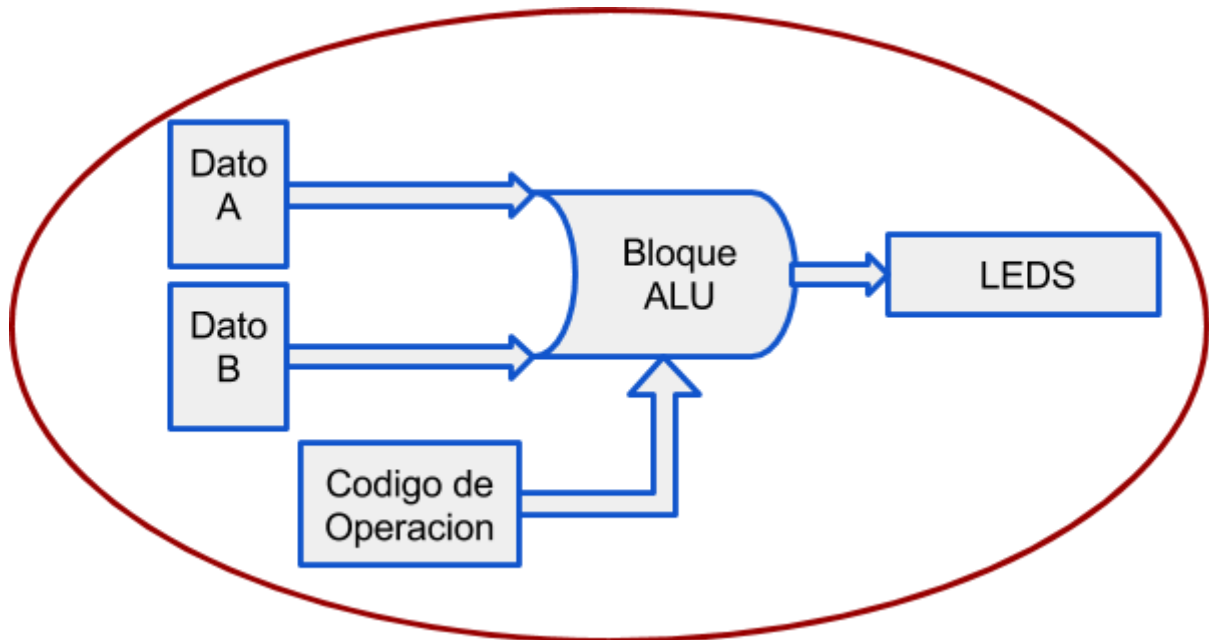 Dato
A
Bloque
ALU
LEDS
Dato
B
Codigo de
Operacion